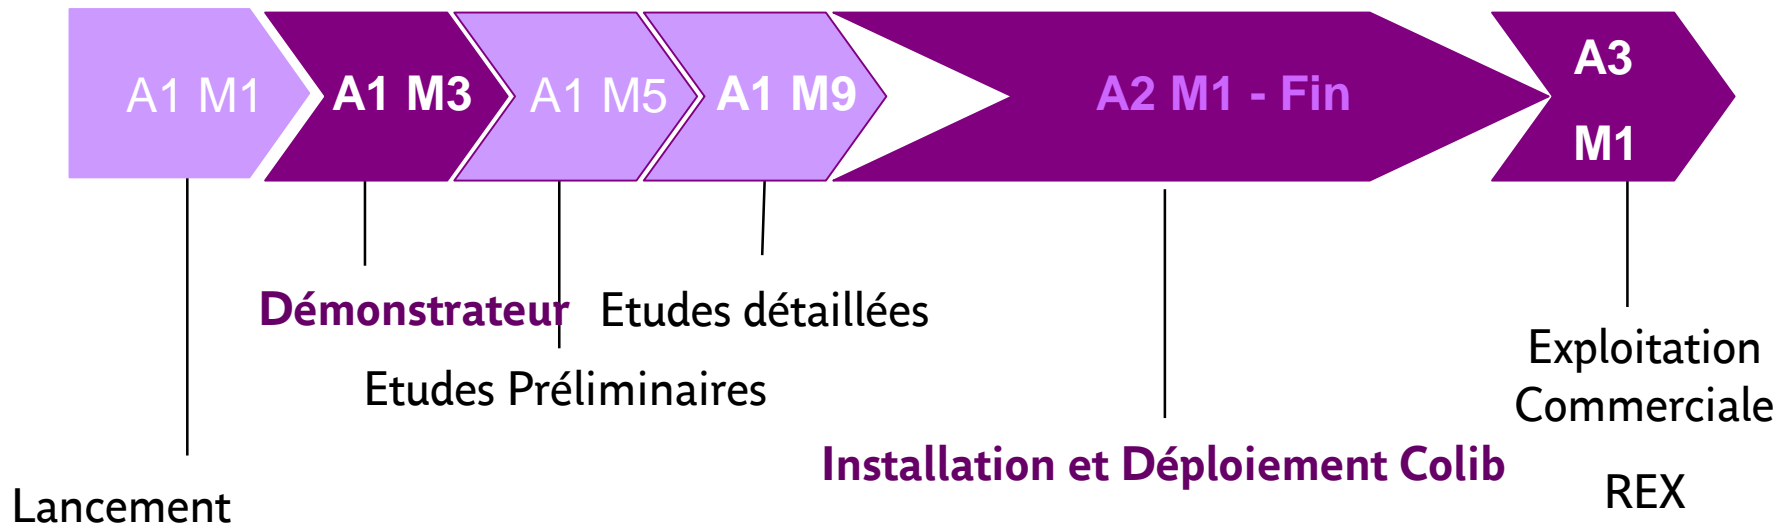 A1 M1
A1 M3
A1 M5
A1 M9
A2 M1 - Fin
A3
M1
Démonstrateur
Etudes détaillées
Etudes Préliminaires
Exploitation
Commerciale
Installation et Déploiement Colib
REX
Lancement